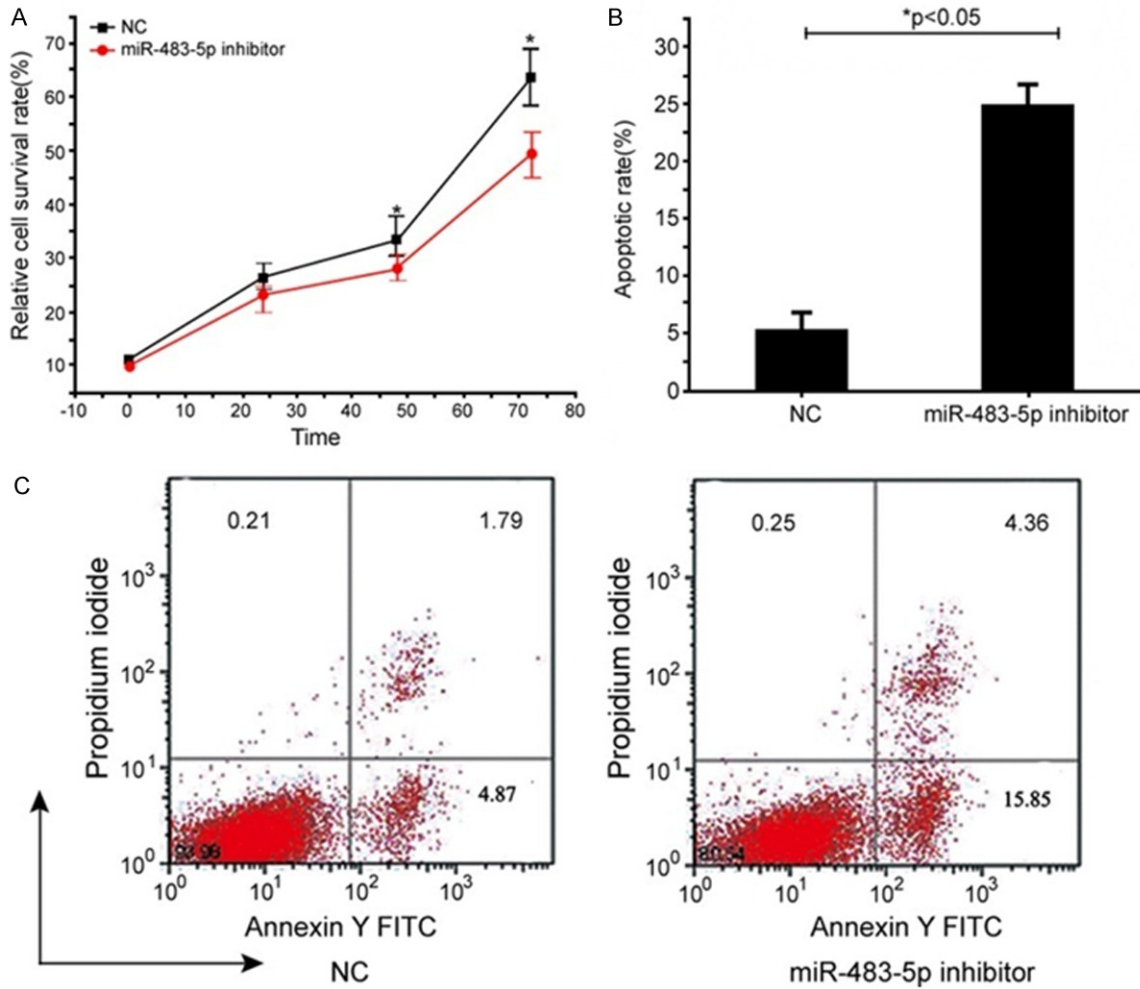 A
NC
miR-483-5p inhibitor
Relative cell survival rate(%)
70
60
50
40
30
20
10
*
*
-10 0 10 20 30 40 50 60 70 80
Time
B
*p<0.05
Apoptotic rate(%)
30
25
20
15
10
5
0
NC miR-483-5p inhibitor
C
0.21 1.79
Propidium iodide
10³
10²
10¹
10⁰
4.87
10⁰ 10¹ 10² 10³
Annexin Y FITC
NC
0.25 4.36
Propidium iodide
10³
10²
10¹
10⁰
15.85
10⁰ 10¹ 10² 10³
Annexin Y FITC
miR-483-5p inhibitor